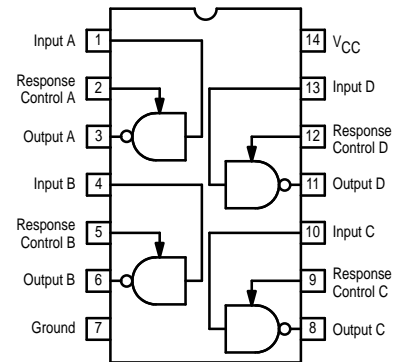 Input A 1
Response
Control A 2
Output A 3
Input B 4
Response
Control B 5
Output B 6
Ground 7
14 VCC
13 Input D
12 Response
Control D
11 Output D
10 Input C
9 Response
Control C
8 Output C